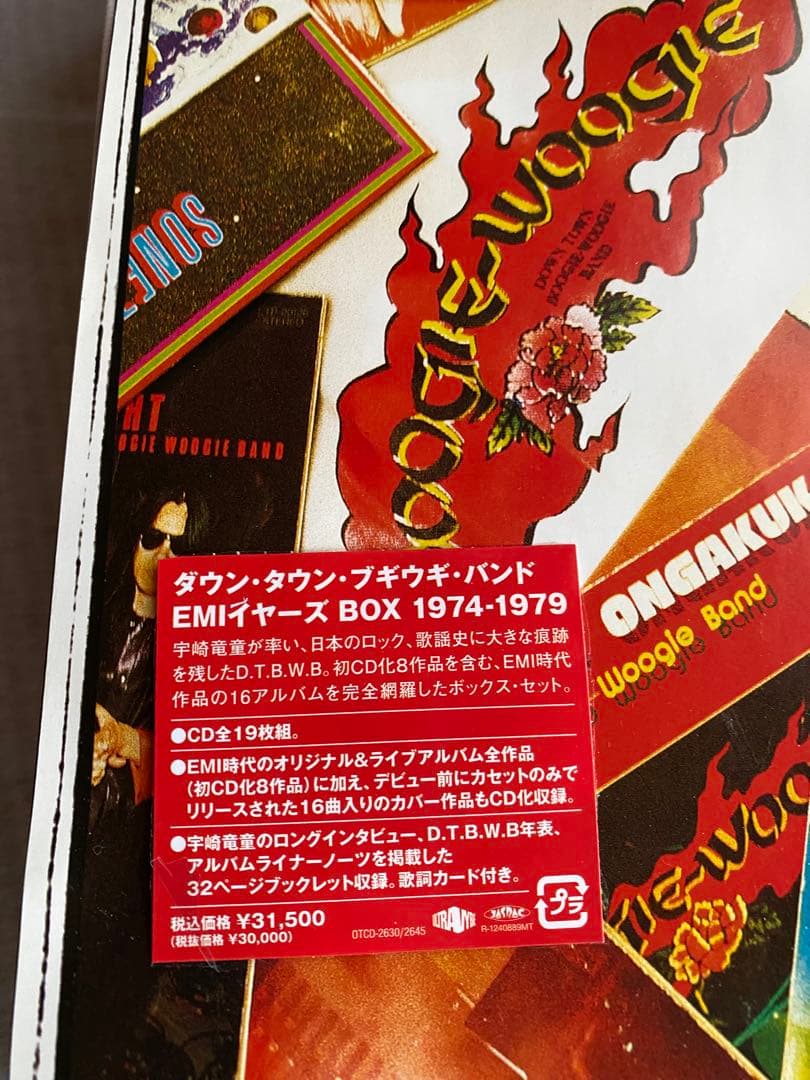 WOOGIE
OOGIE-WOOGIE
DOWN TOWN
BOOGIE-WOOGIE
BAND
STEREO
HT
OGIE WOOGIE BAND
ONGAKUK
Woogie Band
ダウン・タウン・ブギウギ・バンド
EMIイヤーズ BOX 1974-1979
宇崎竜童が率い、日本のロック、歌謡史に大きな痕跡
を残したD.T.B.W.B。初CD化8作品を含む、EMI時代
作品の16アルバムを完全網羅したボックス・セット。
●CD全19枚組。
●EMI時代のオリジナル&ライブアルバム全作品
(初CD化8作品)に加え、デビュー前にカセットのみで
リリースされた16曲入りのカバー作品もCD化収録。
●宇崎竜童のロングインタビュー、D.T.B.W.B年表、
アルバムライナーノーツを掲載した
32ページブックレット収録。歌詞カード付き。
税込価格 ¥31,500
(税抜価格 ¥30,000)
OTCD-2630/2645
JASRAC
R-1240889MT
プラ